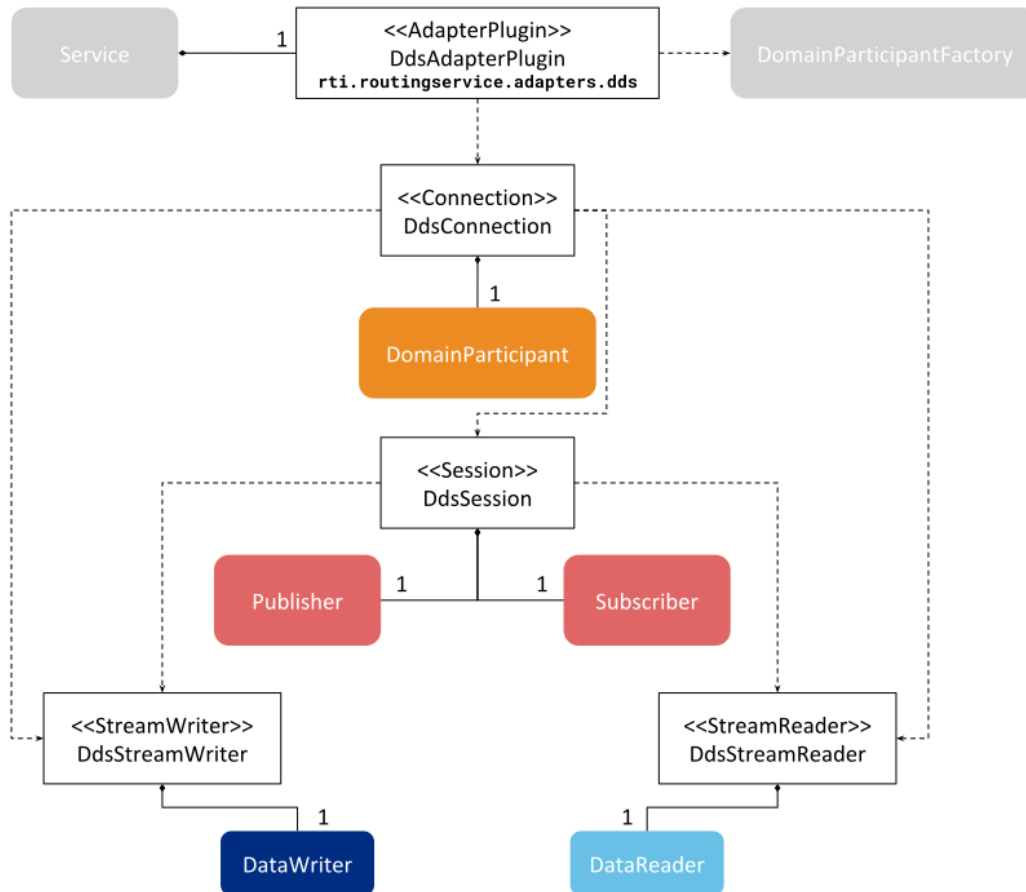 Service
1
<<AdapterPlugin>>
DdsAdapterPlugin
rti.routingservice.adapters.dds
DomainParticipantFactory
<<Connection>>
DdsConnection
1
DomainParticipant
<<Session>>
DdsSession
Publisher
1
1
Subscriber
<<StreamWriter>>
DdsStreamWriter
<<StreamReader>>
DdsStreamReader
1
1
DataWriter
DataReader